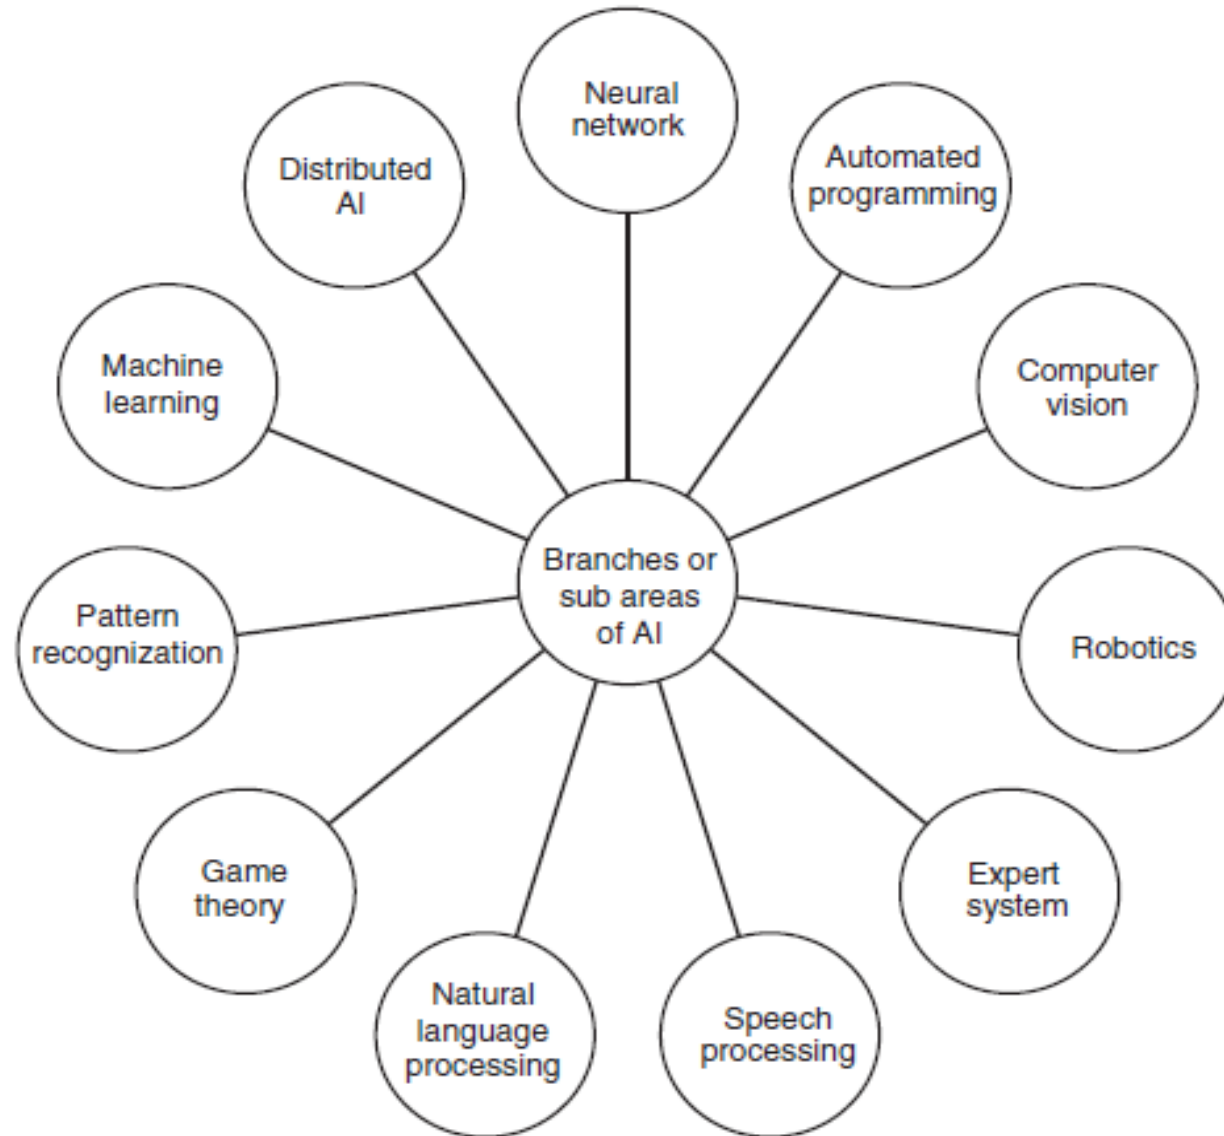 Neural
network
Automated
programming
Computer
vision
Robotics
Expert
system
Speech
processing
Natural
language
processing
Game
theory
Pattern
recognization
Machine
learning
Distributed
AI
Branches or
sub areas
of AI